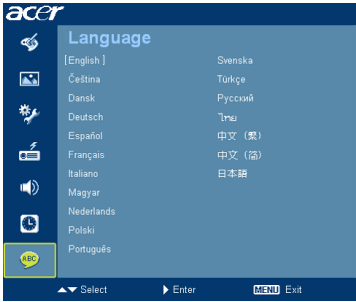 acer
Language
[English ]
Čeština
Dansk
Deutsch
Español
Français
Italiano
Magyar
Nederlands
Polski
Português
Svenska
Türkçe
Русский
ไทย
中文 (繁)
中文 (简)
日本語
ABC
▲▼ Select ▶ Enter MENU Exit